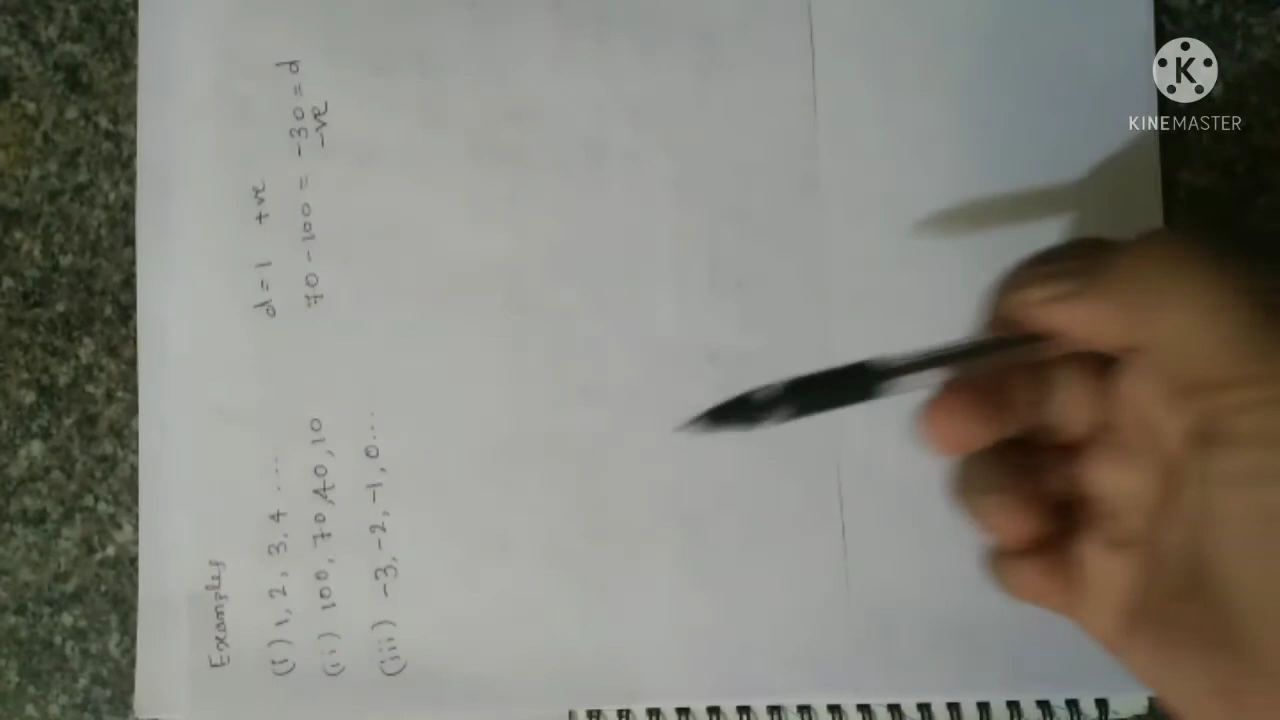 Examples
(i) 1, 2, 3, 4 .... d = 1 +ve
(ii) 100, 70, 40, 10 70 - 100 = -30 = d
-ve
(iii) -3, -2, -1, 0 ...
KINEMASTER